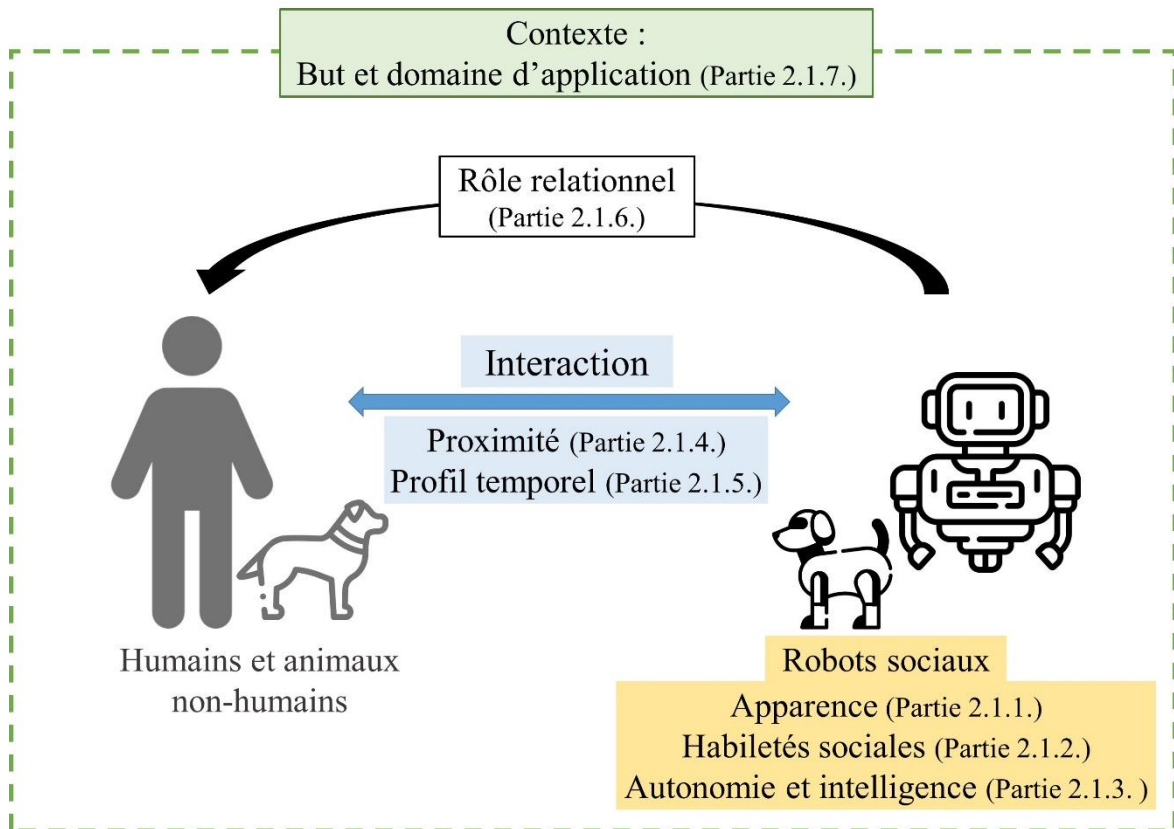 Contexte :
But et domaine d'application (Partie 2.1.7.)
Rôle relationnel
(Partie 2.1.6.)
Interaction
Proximité (Partie 2.1.4.)
Profil temporel (Partie 2.1.5.)
Humains et animaux
non-humains
Robots sociaux
Apparence (Partie 2.1.1.)
Habiletés sociales (Partie 2.1.2.)
Autonomie et intelligence (Partie 2.1.3. )